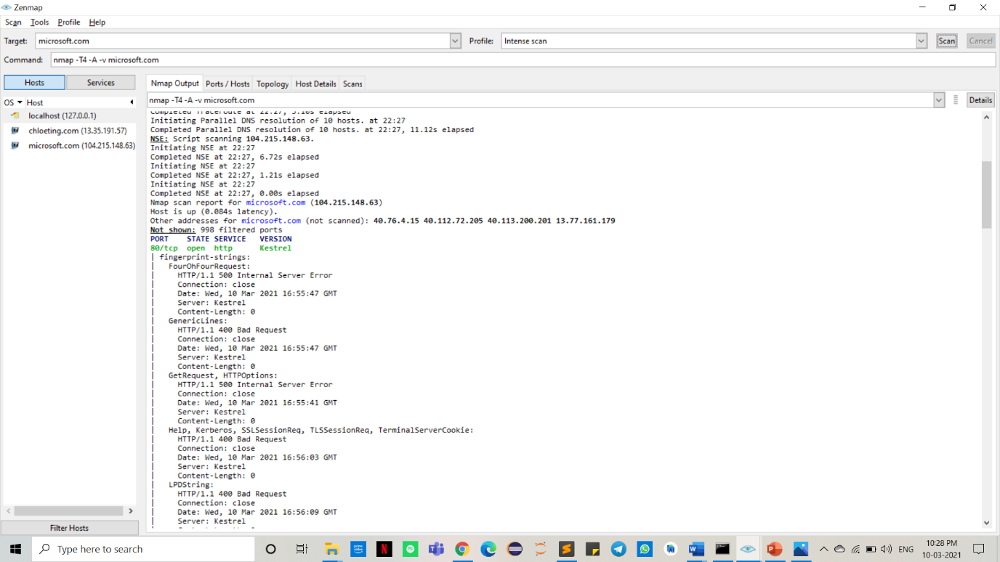 Zenmap
Scan Tools Profile Help
Target: microsoft.com Profile: Intense scan Scan Cancel
Command: nmap -T4 -A -v microsoft.com
Hosts Services
Nmap Output Ports / Hosts Topology Host Details Scans
OS Host
localhost (127.0.0.1)
chloeting.com (13.35.191.57)
microsoft.com (104.215.148.63)
Filter Hosts
nmap -T4 -A -v microsoft.com Details
Completed Traceroute at 22:27, 3.10s elapsed
Initiating Parallel DNS resolution of 10 hosts. at 22:27
Completed Parallel DNS resolution of 10 hosts. at 22:27, 11.12s elapsed
NSE: Script scanning 104.215.148.63.
Initiating NSE at 22:27
Completed NSE at 22:27, 6.72s elapsed
Initiating NSE at 22:27
Completed NSE at 22:27, 1.21s elapsed
Initiating NSE at 22:27
Completed NSE at 22:27, 0.00s elapsed
Nmap scan report for microsoft.com (104.215.148.63)
Host is up (0.084s latency).
Other addresses for microsoft.com (not scanned): 40.76.4.15 40.112.72.205 40.113.200.201 13.77.161.179
Not shown: 998 filtered ports
PORT STATE SERVICE VERSION
80/tcp open http Kestrel
| fingerprint-strings:
| FourOhFourRequest:
| HTTP/1.1 500 Internal Server Error
| Connection: close
| Date: Wed, 10 Mar 2021 16:55:47 GMT
| Server: Kestrel
| Content-Length: 0
| GenericLines:
| HTTP/1.1 400 Bad Request
| Connection: close
| Date: Wed, 10 Mar 2021 16:55:47 GMT
| Server: Kestrel
| Content-Length: 0
| GetRequest, HTTPOptions:
| HTTP/1.1 500 Internal Server Error
| Connection: close
| Date: Wed, 10 Mar 2021 16:55:41 GMT
| Server: Kestrel
| Content-Length: 0
| Help, Kerberos, SSLSessionReq, TLSSessionReq, TerminalServerCookie:
| HTTP/1.1 400 Bad Request
| Connection: close
| Date: Wed, 10 Mar 2021 16:56:03 GMT
| Server: Kestrel
| Content-Length: 0
| LPDString:
| HTTP/1.1 400 Bad Request
| Connection: close
| Date: Wed, 10 Mar 2021 16:56:09 GMT
| Server: Kestrel
Type here to search
ENG
10:28 PM
10-03-2021